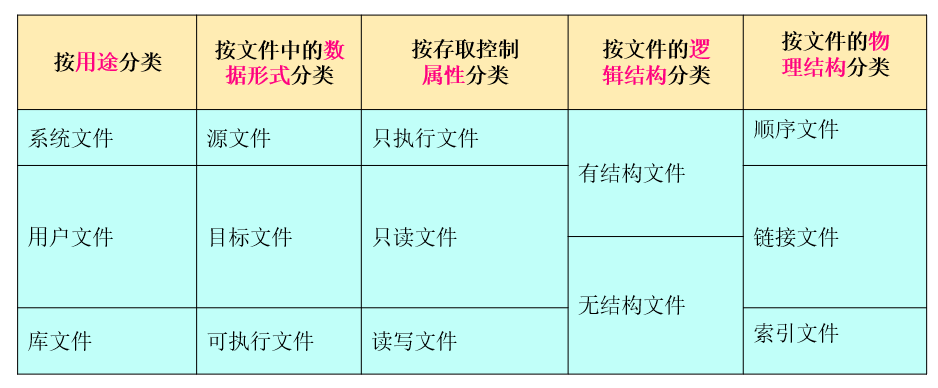 按用途分类
按文件中的数
据形式分类
按存取控制
属性分类
按文件的逻
辑结构分类
按文件的物
理结构分类
系统文件
源文件
只执行文件
有结构文件
顺序文件
用户文件
目标文件
只读文件
链接文件
无结构文件
库文件
可执行文件
读写文件
索引文件